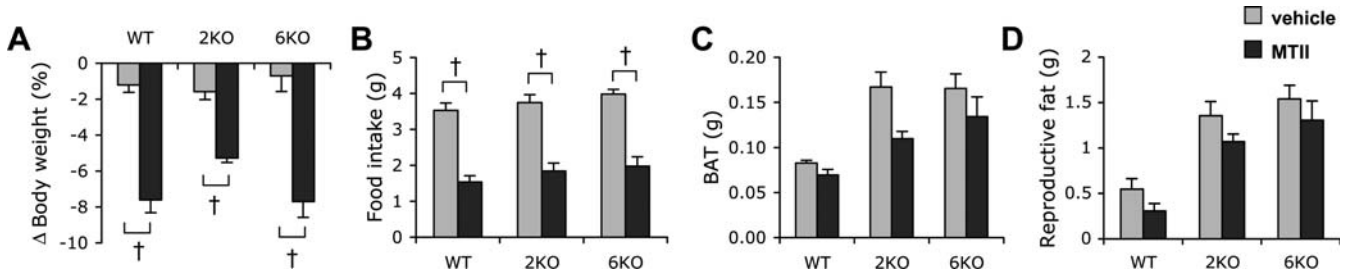 vehicle
MTII
A
WT 2KO 6KO
Δ Body weight (%)
0
-2
-4
-6
-8
-10
† † †
B
Food intake (g)
5
4
3
2
1
0
† † †
WT 2KO 6KO
C
BAT (g)
0.20
0.15
0.10
0.05
0.00
WT 2KO 6KO
D
Reproductive fat (g)
2
1.5
1
0.5
0
WT 2KO 6KO